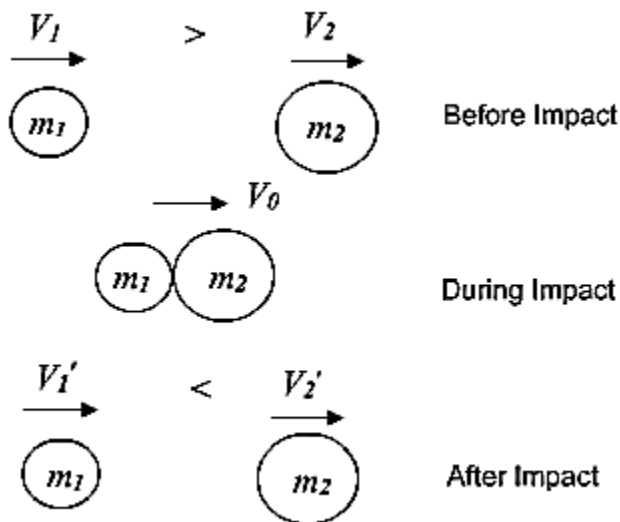 V₁ > V₂
m₁ m₂ Before Impact
V₀
m₁ m₂ During Impact
V₁' < V₂'
m₁ m₂ After Impact